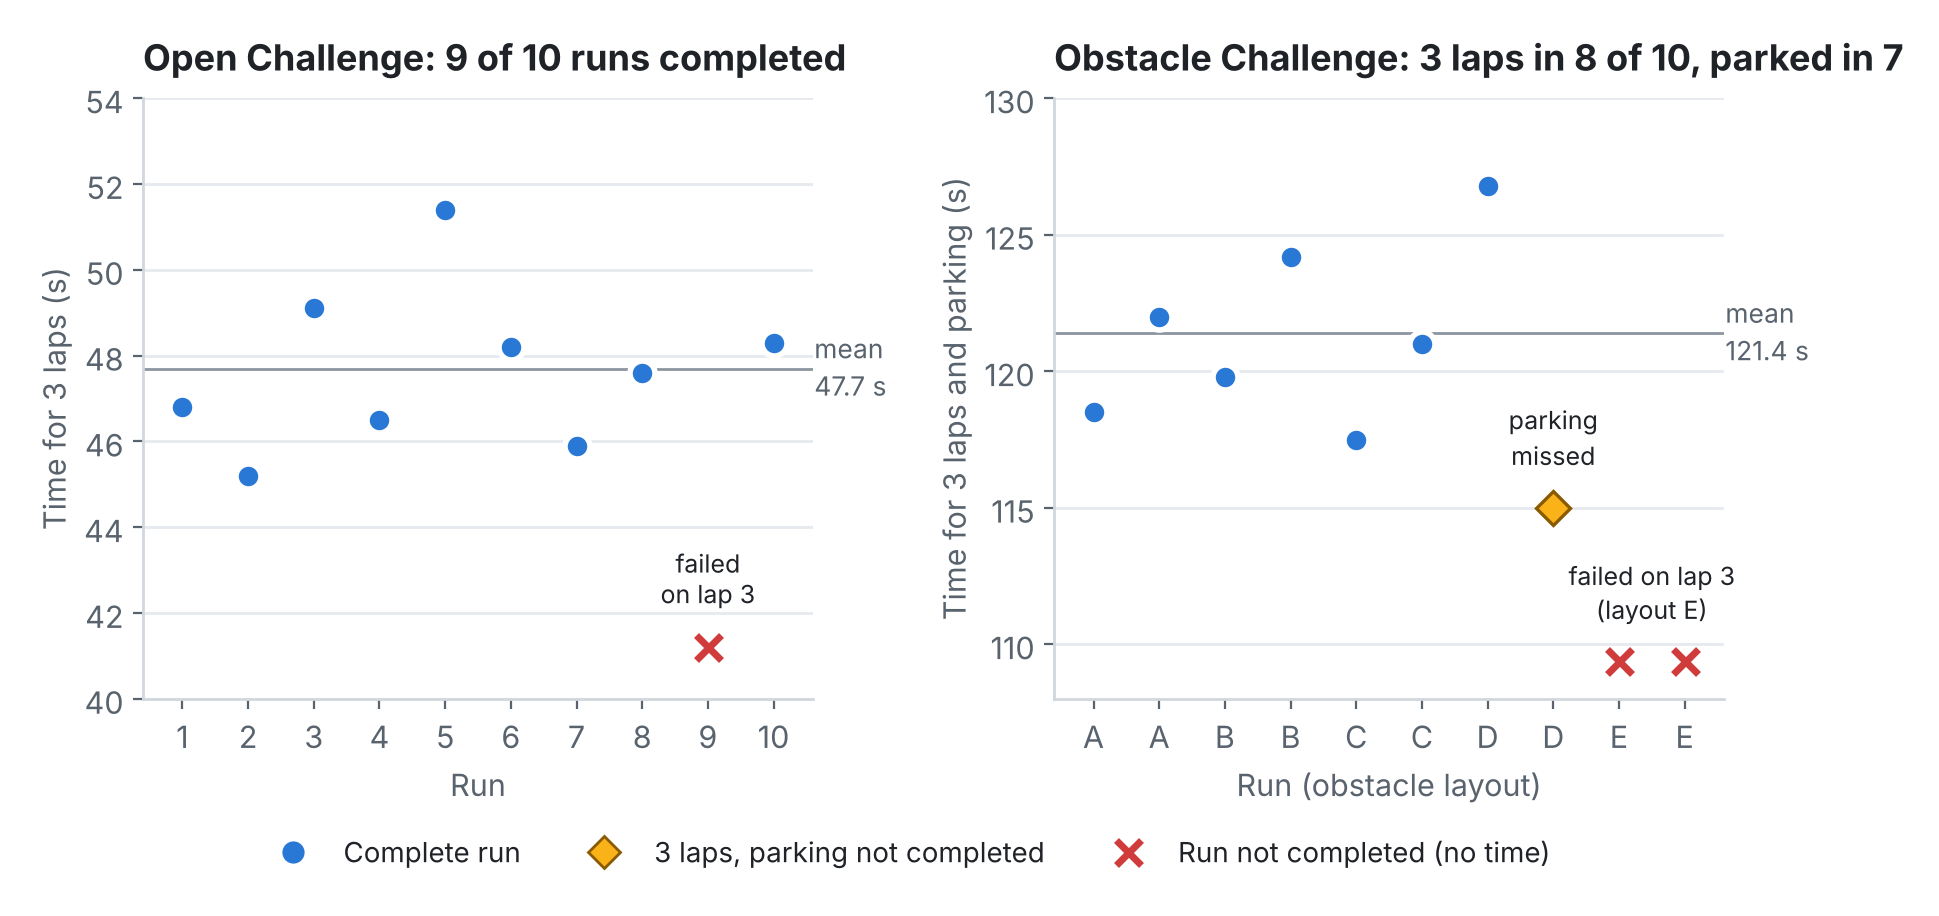 Open Challenge: 9 of 10 runs completed
Time for 3 laps (s)
54
52
50
48
46
44
42
40
mean
47.7 s
failed
on lap 3
1 2 3 4 5 6 7 8 9 10
Run
Obstacle Challenge: 3 laps in 8 of 10, parked in 7
Time for 3 laps and parking (s)
130
125
120
115
110
mean
121.4 s
parking
missed
failed on lap 3
(layout E)
A A B B C C D D E E
Run (obstacle layout)
Complete run
3 laps, parking not completed
Run not completed (no time)